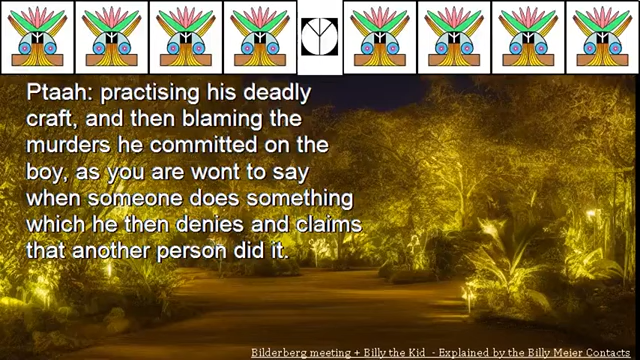 Ptaah: practising his deadly
craft, and then blaming the
murders he committed on the
boy, as you are wont to say
when someone does something
which he then denies and claims
that another person did it.
Bilderberg meeting + Billy the Kid - Explained by the Billy Meier Contacts